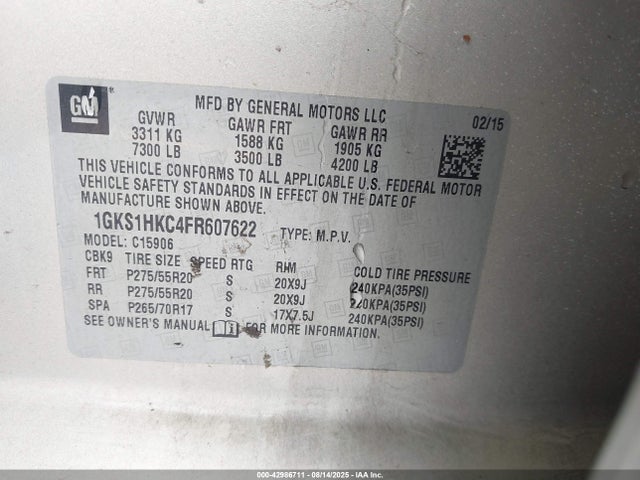 GM
MFD BY GENERAL MOTORS LLC
02/15
GVWR GAWR FRT GAWR RR
3311 KG 1588 KG 1905 KG
7300 LB 3500 LB 4200 LB
THIS VEHICLE CONFORMS TO ALL APPLICABLE U.S. FEDERAL MOTOR
VEHICLE SAFETY STANDARDS IN EFFECT ON THE DATE OF
MANUFACTURE SHOWN ABOVE.
1GKS1HKC4FR607622 TYPE: M.P.V.
MODEL: C15906
CBK9 TIRE SIZE SPEED RTG RIM COLD TIRE PRESSURE
FRT P275/55R20 S 20X9J 240KPA(35PSI)
RR P275/55R20 S 20X9J 240KPA(35PSI)
SPA P265/70R17 S 17X7.5J 240KPA(35PSI)
SEE OWNER'S MANUAL FOR MORE INFORMATION.
000-42986711 - 08/14/2025 - IAAI.COM